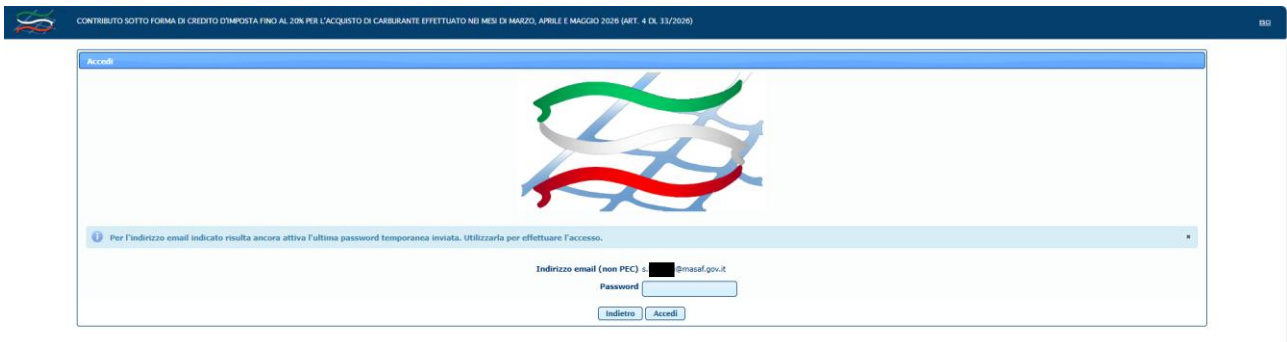 CONTRIBUTO SOTTO FORMA DI CREDITO D'IMPOSTA FINO AL 20% PER L'ACQUISTO DI CARBURANTE EFFETTUATO NEI MESI DI MARZO, APRILE E MAGGIO 2026 (ART. 4 DL 33/2026)
ESCI
Accedi
Per l'indirizzo email indicato risulta ancora attiva l'ultima password temporanea inviata. Utilizzarla per effettuare l'accesso.
Indirizzo email (non PEC) s. @masaf.gov.it
Password
Indietro Accedi